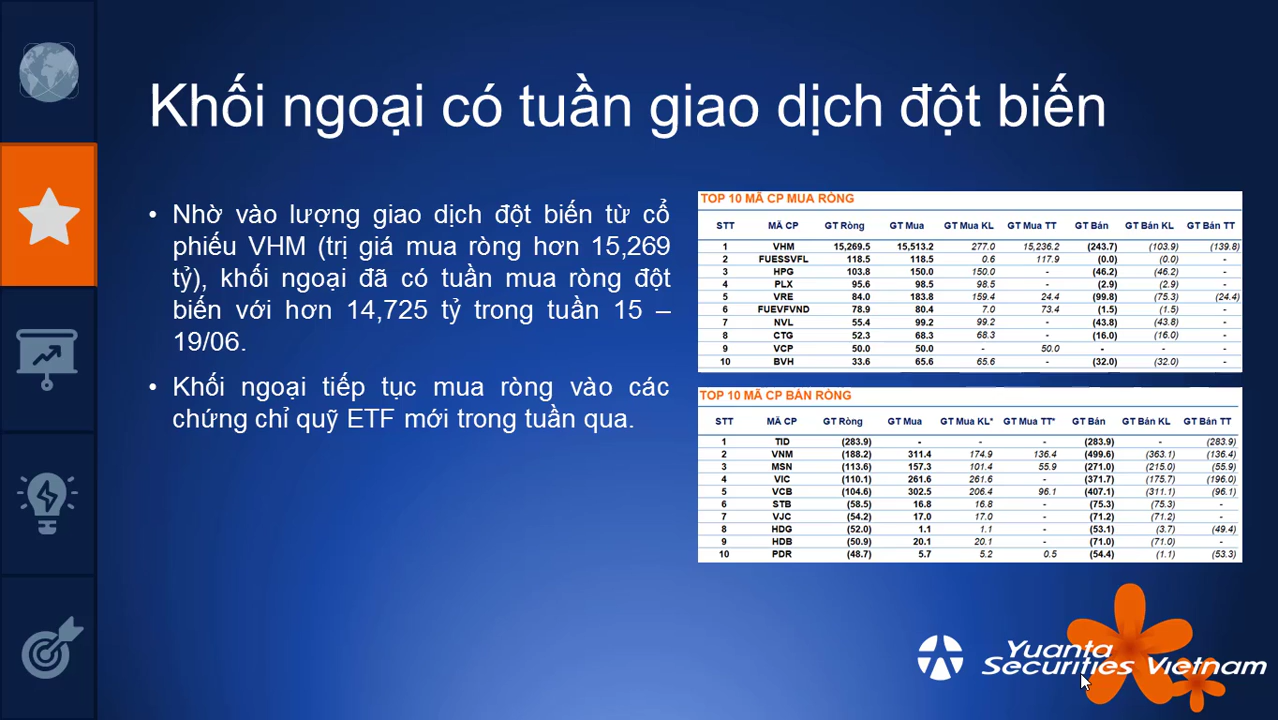 Khối ngoại có tuần giao dịch đột biến
• Nhờ vào lượng giao dịch đột biến từ cổ
phiếu VHM (trị giá mua ròng hơn 15,269
tỷ), khối ngoại đã có tuần mua ròng đột
biến với hơn 14,725 tỷ trong tuần 15 –
19/06.
• Khối ngoại tiếp tục mua ròng vào các
chứng chỉ quỹ ETF mới trong tuần qua.
TOP 10 MÃ CP MUA RÒNG
STT MÃ CP GT Ròng GT Mua GT Mua KL GT Mua TT GT Bán GT Bán KL GT Bán TT
1 VHM 15,269.5 15,513.2 277.0 15,236.2 (243.7) (103.9) (139.8)
2 FUESSVFL 118.5 118.5 0.6 117.9 (0.0) (0.0) -
3 HPG 103.8 150.0 150.0 - (46.2) (46.2) -
4 PLX 95.6 98.5 98.5 - (2.9) (2.9) -
5 VRE 84.0 183.8 159.4 24.4 (99.8) (75.3) (24.4)
6 FUEVFVND 78.9 80.4 7.0 73.4 (1.5) (1.5) -
7 NVL 55.4 99.2 99.2 - (43.8) (43.8) -
8 CTG 52.3 68.3 68.3 - (16.0) (16.0) -
9 VCP 50.0 50.0 - 50.0 - - -
10 BVH 33.6 65.6 65.6 - (32.0) (32.0) -
TOP 10 MÃ CP BÁN RÒNG
STT MÃ CP GT Ròng GT Mua GT Mua KL* GT Mua TT* GT Bán GT Bán KL GT Bán TT
1 TID (283.9) - - - (283.9) - (283.9)
2 VNM (188.2) 311.4 174.9 136.4 (499.6) (363.1) (136.4)
3 MSN (113.6) 157.3 101.4 55.9 (271.0) (215.0) (55.9)
4 VIC (110.1) 261.6 261.6 - (371.7) (175.7) (196.0)
5 VCB (104.6) 302.5 206.4 96.1 (407.1) (311.1) (96.1)
6 STB (58.5) 16.8 16.8 - (75.3) (75.3) -
7 VJC (54.2) 17.0 17.0 - (71.2) (71.2) -
8 HDG (52.0) 1.1 1.1 - (53.1) (3.7) (49.4)
9 HDB (50.9) 20.1 20.1 - (71.0) (71.0) -
10 PDR (48.7) 5.7 5.2 0.5 (54.4) (1.1) (53.3)
Yuanta
Securities Vietnam